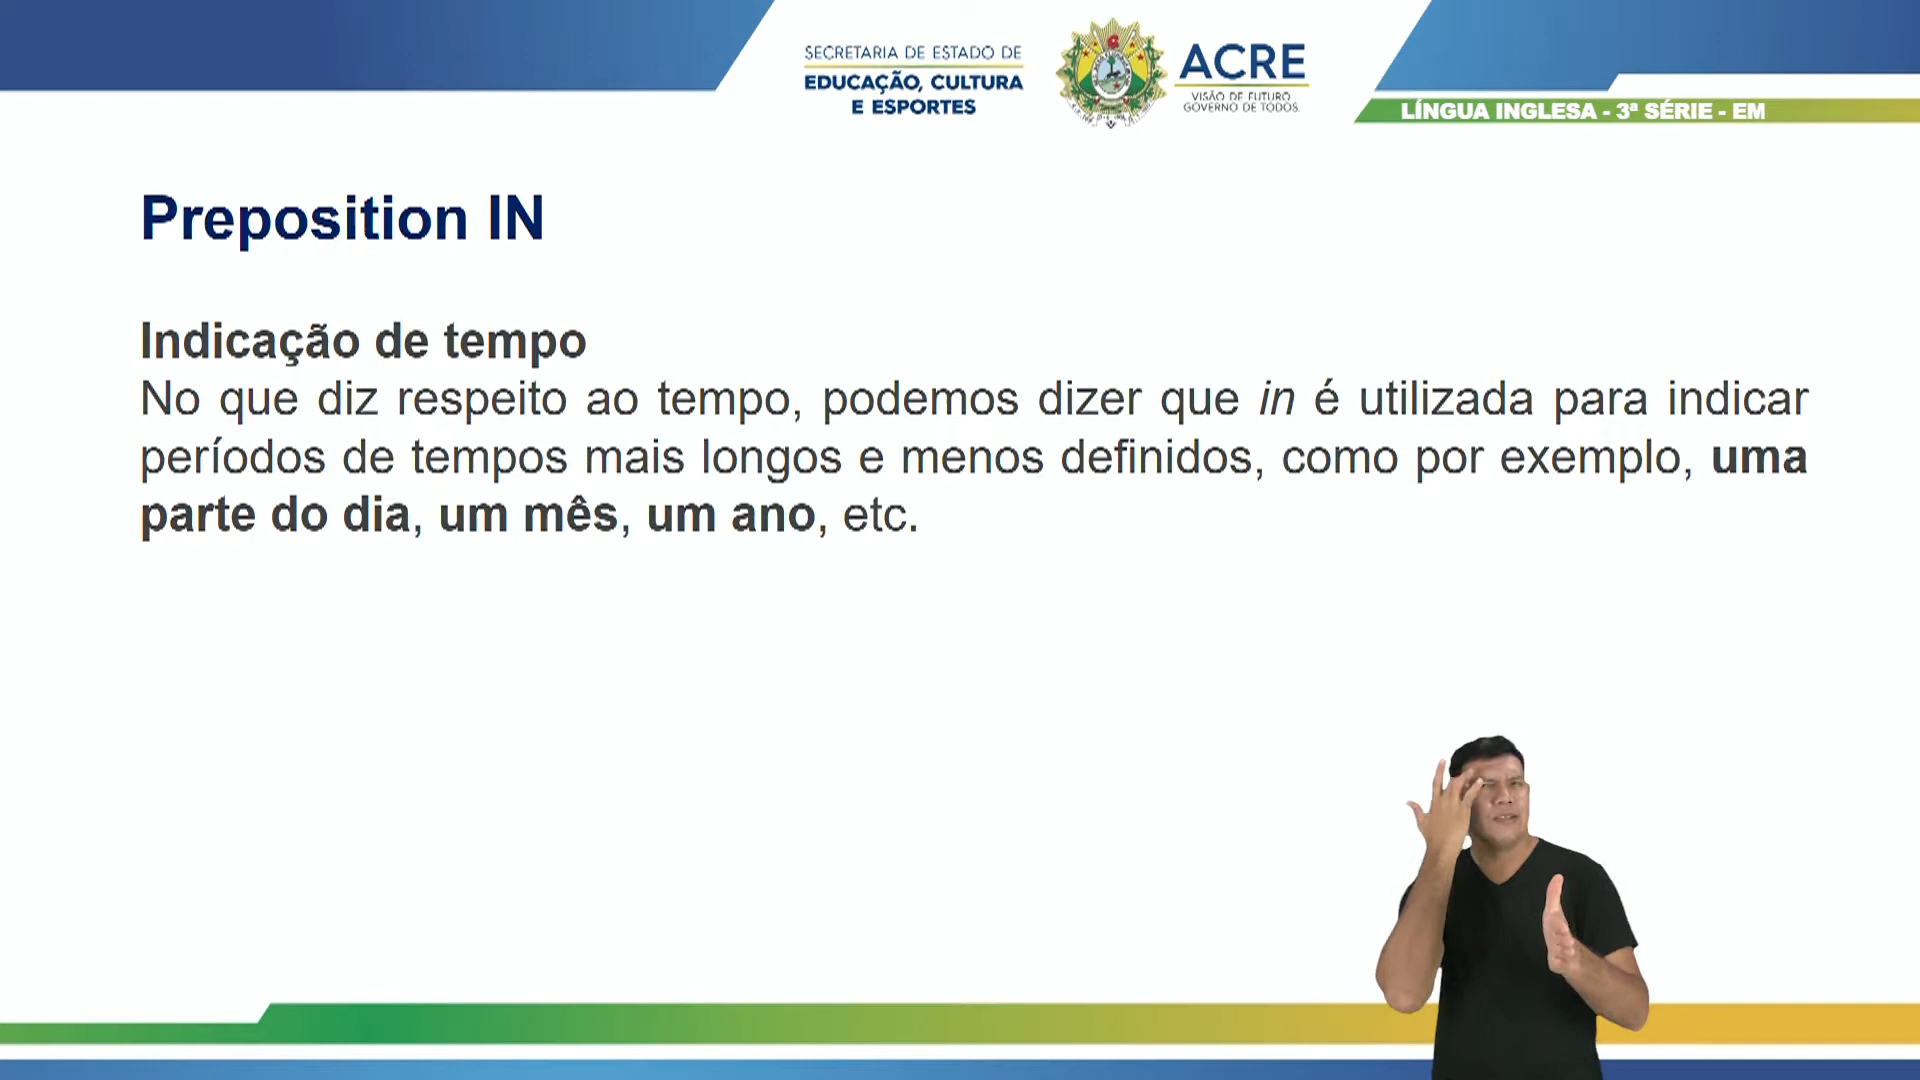 SECRETARIA DE ESTADO DE
EDUCAÇÃO, CULTURA
E ESPORTES
ACRE
VISÃO DE FUTURO
GOVERNO DE TODOS.
LÍNGUA INGLESA - 3ª SÉRIE - EM
Preposition IN
Indicação de tempo
No que diz respeito ao tempo, podemos dizer que in é utilizada para indicar
períodos de tempos mais longos e menos definidos, como por exemplo, uma
parte do dia, um mês, um ano, etc.